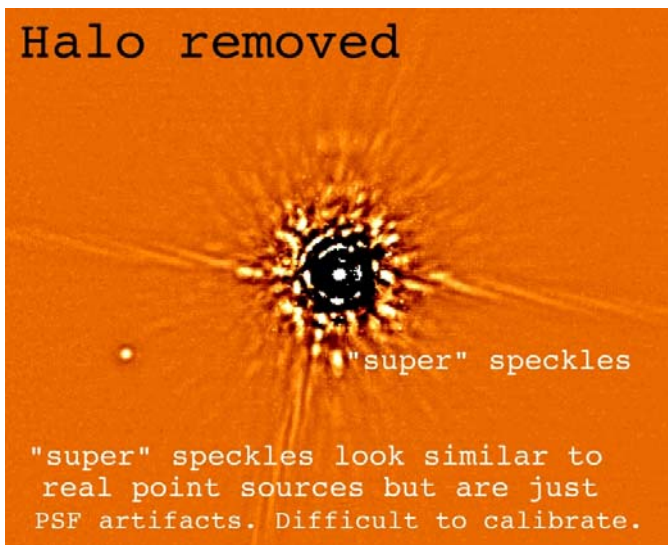 Halo removed
"super" speckles
"super" speckles look similar to
real point sources but are just
PSF artifacts. Difficult to calibrate.